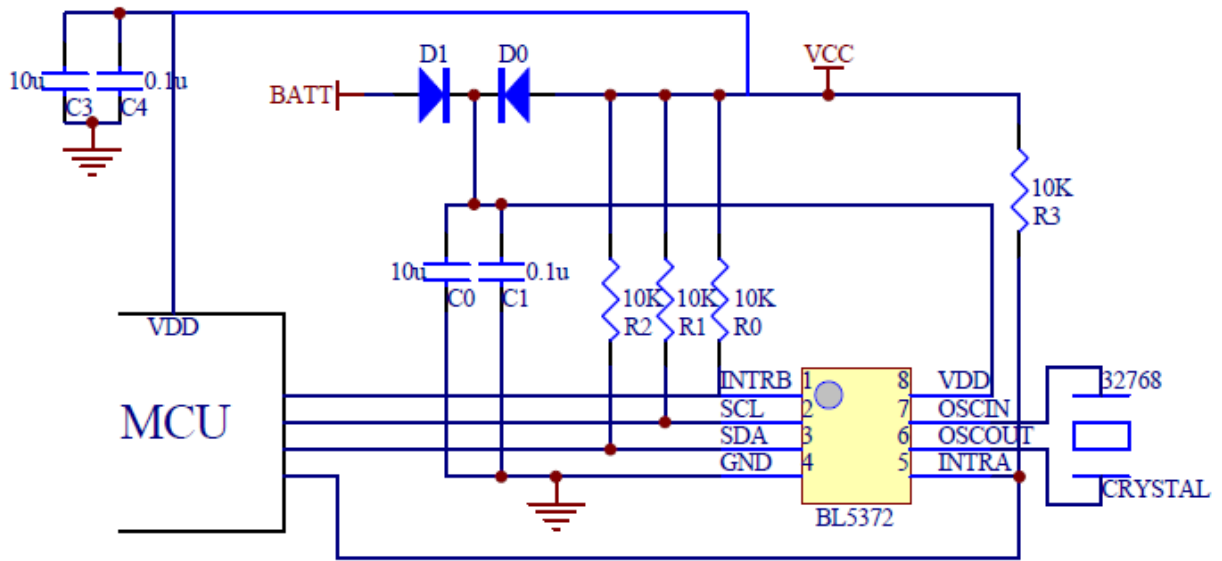 D1 D0 VCC
10u 0.1u
BATT
C3 C4
10K
R3
10u 0.1u
C0 C1
10K 10K 10K
R2 R1 R0
VDD
INTRB 1 8 VDD 32768
SCL 2 7 OSCIN
MCU
SDA 3 6 OSCOUT
GND 4 5 INTRA
CRYSTAL
BL5372